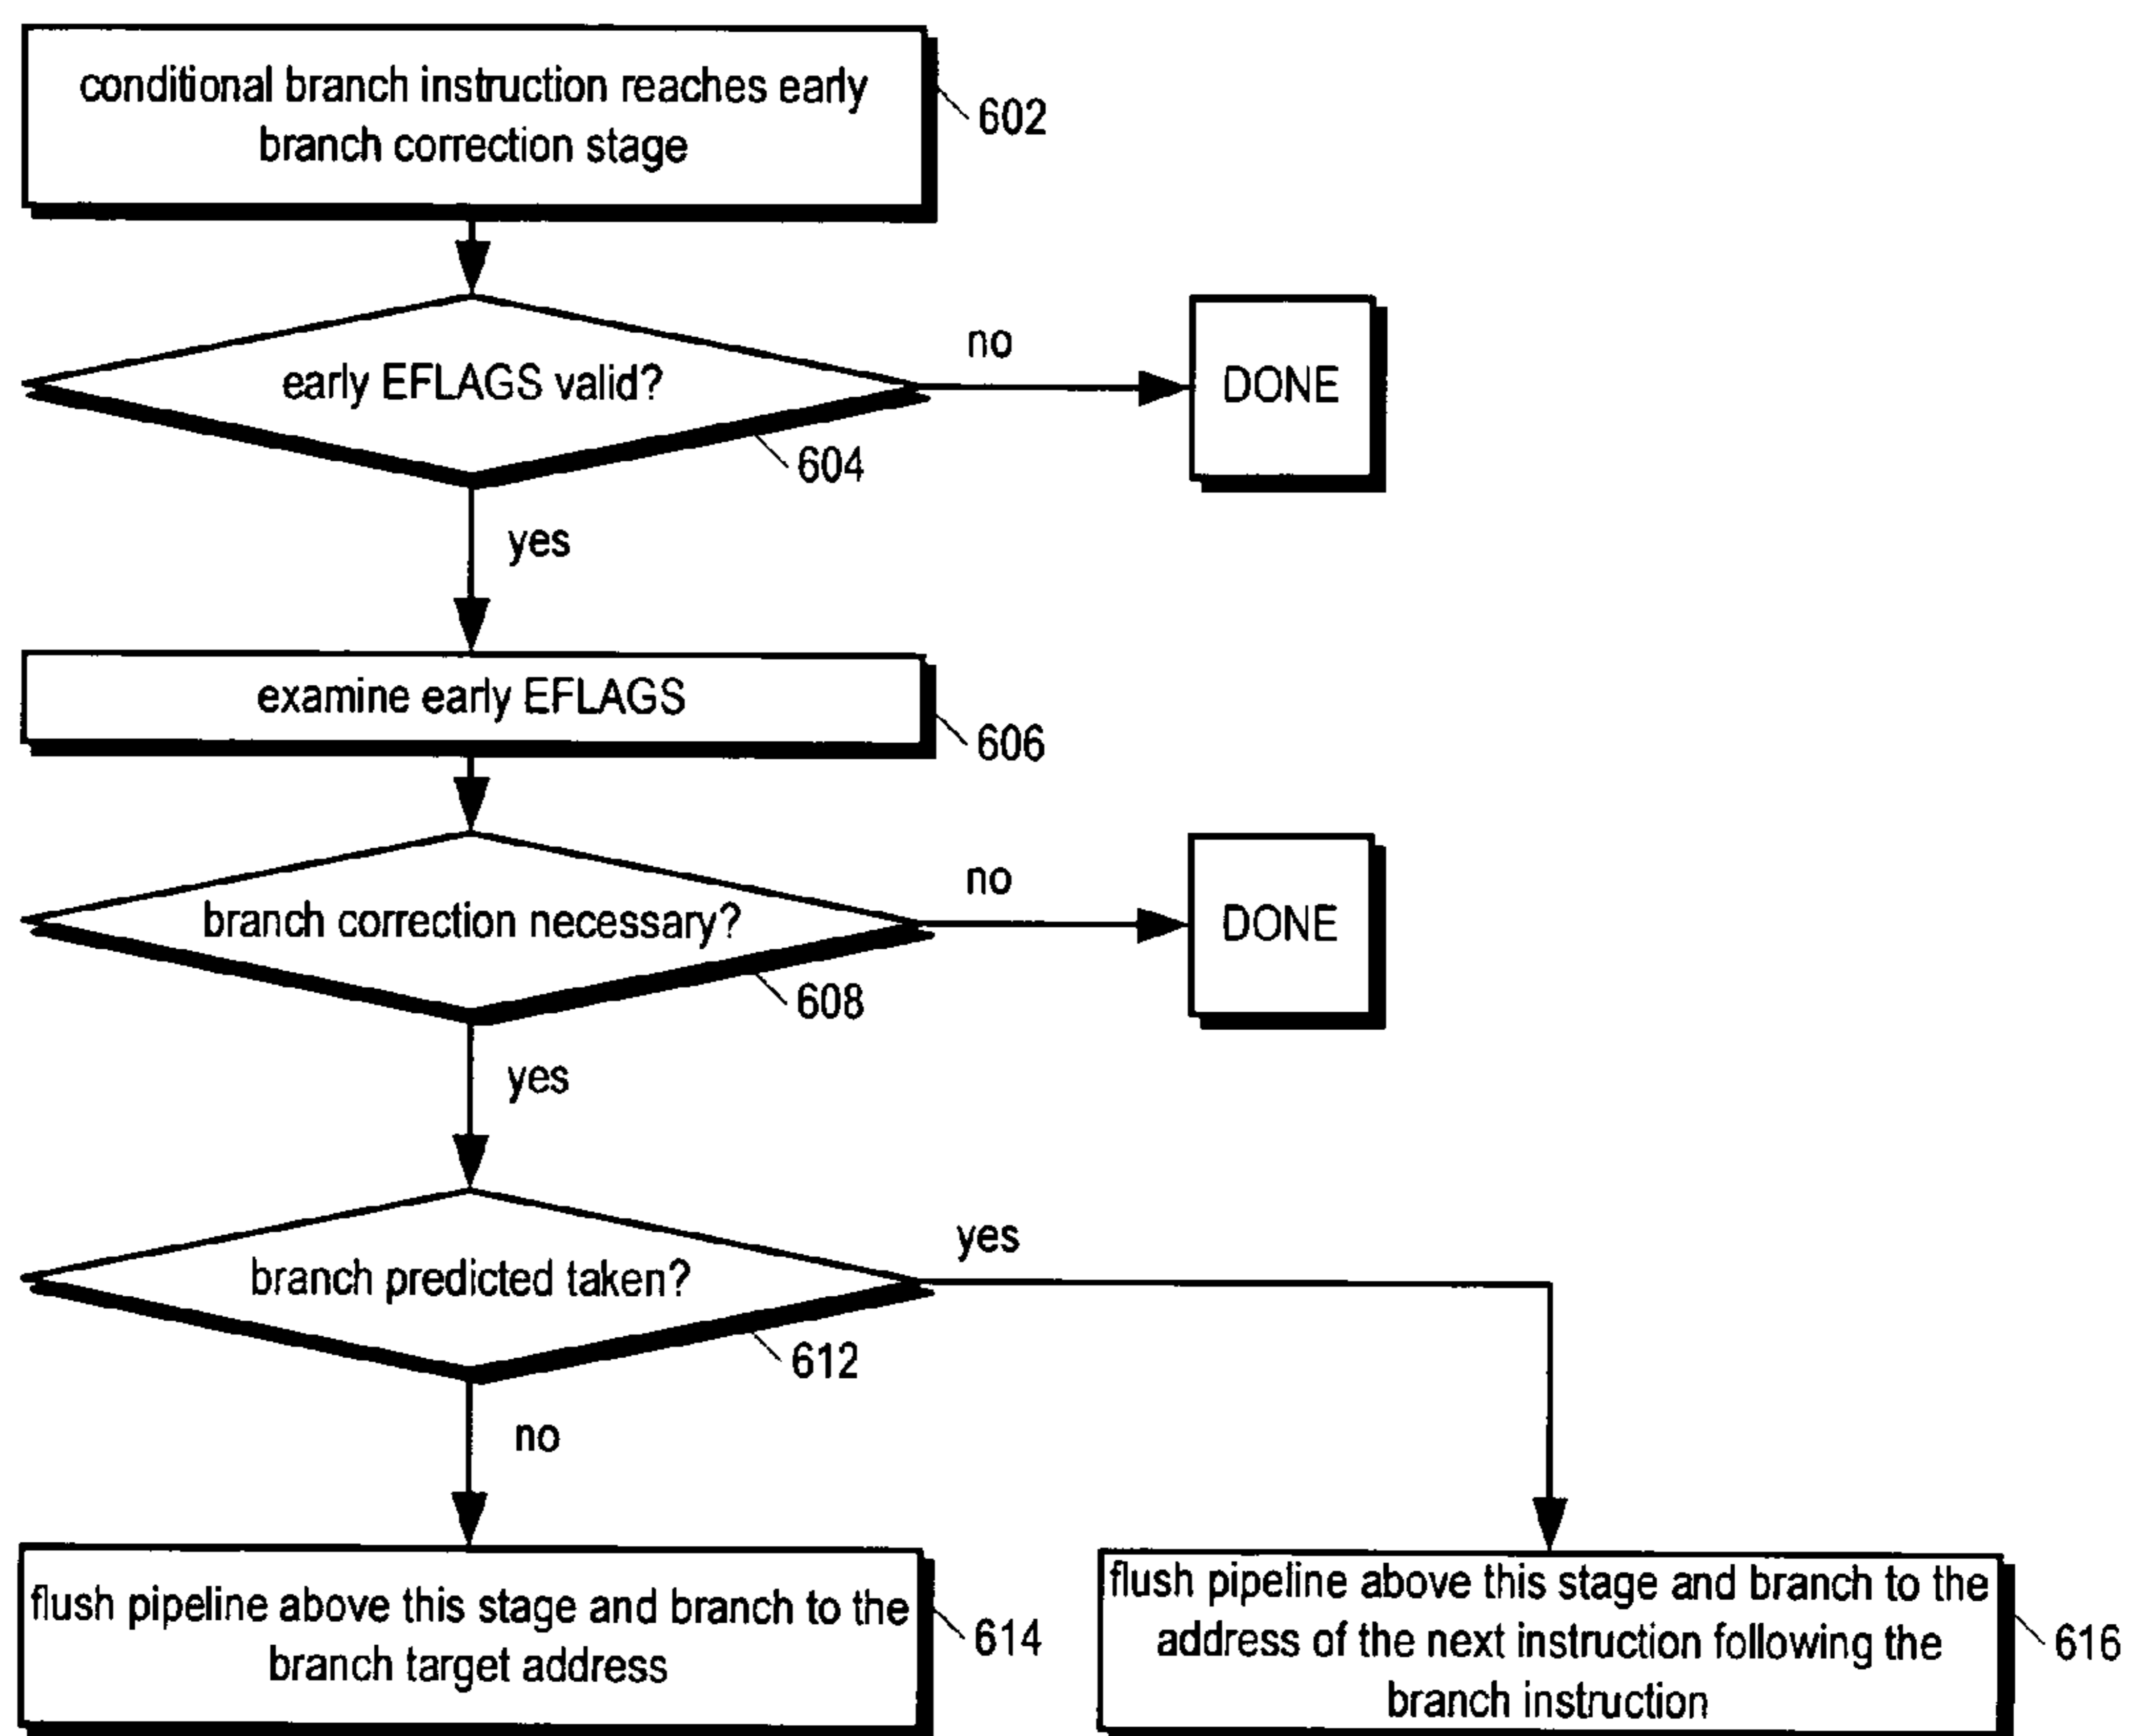 conditional branch instruction reaches early
branch correction stage
602
early EFLAGS valid?
no
DONE
604
yes
examine early EFLAGS
606
branch correction necessary?
no
DONE
608
yes
branch predicted taken?
yes
612
no
flush pipeline above this stage and branch to the
branch target address
614
flush pipeline above this stage and branch to the
address of the next instruction following the
branch instruction
616